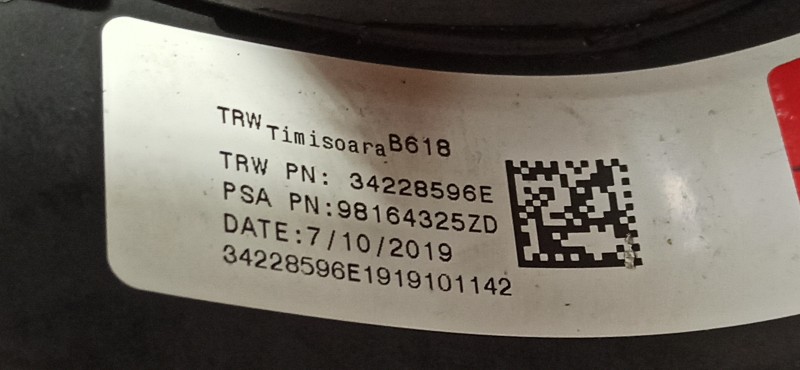 TRW Timisoara B618
TRW PN: 34228596E
PSA PN:98164325ZD
DATE:7/10/2019
34228596E1919101142